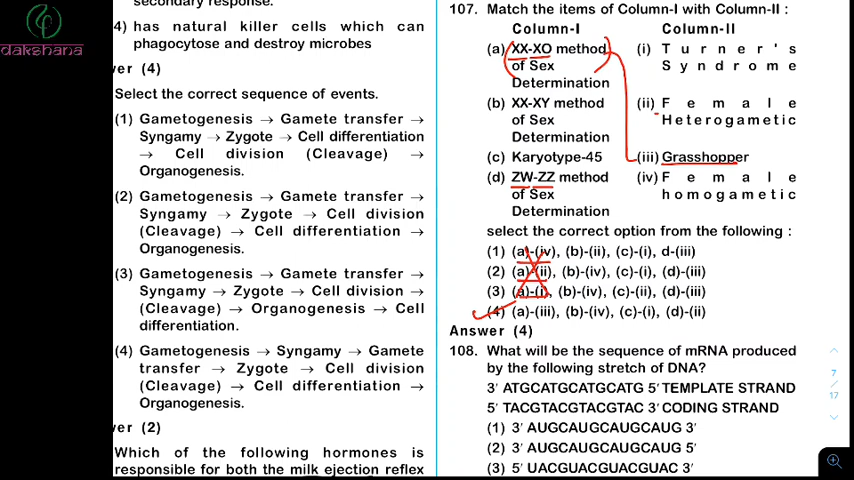 dakshana
secondary response.
4) has natural killer cells which can
phagocytose and destroy microbes
wer (4)
Select the correct sequence of events.
(1) Gametogenesis → Gamete transfer →
Syngamy → Zygote → Cell differentiation
→ Cell division (Cleavage) →
Organogenesis.
(2) Gametogenesis → Gamete transfer →
Syngamy → Zygote → Cell division
(Cleavage) → Cell differentiation →
Organogenesis.
(3) Gametogenesis → Gamete transfer →
Syngamy → Zygote → Cell division →
(Cleavage) → Organogenesis → Cell
differentiation.
(4) Gametogenesis → Syngamy → Gamete
transfer → Zygote → Cell division
(Cleavage) → Cell differentiation →
Organogenesis.
wer (2)
Which of the following hormones is
responsible for both the milk ejection reflex
107. Match the items of Column-I with Column-II :
Column-I Column-II
(a) XX-XO method (i) Turner's
of Sex Syndrome
Determination
(b) XX-XY method (ii) Female
of Sex Heterogametic
Determination
(c) Karyotype-45 (iii) Grasshopper
(d) ZW-ZZ method (iv) Female
of Sex homogametic
Determination
select the correct option from the following :
(1) (a)-(iv), (b)-(ii), (c)-(i), d-(iii)
(2) (a)-(ii), (b)-(iv), (c)-(i), (d)-(iii)
(3) (a)-(i), (b)-(iv), (c)-(ii), (d)-(iii)
(4) (a)-(iii), (b)-(iv), (c)-(i), (d)-(ii)
Answer (4)
108. What will be the sequence of mRNA produced
by the following stretch of DNA?
3′ ATGCATGCATGCATG 5′ TEMPLATE STRAND
5′ TACGTACGTACGTAC 3′ CODING STRAND
(1) 3′ AUGCAUGCAUGCAUG 3′
(2) 3′ AUGCAUGCAUGCAUG 5′
(3) 5′ UACGUACGUACGUAC 3′
7
/
17